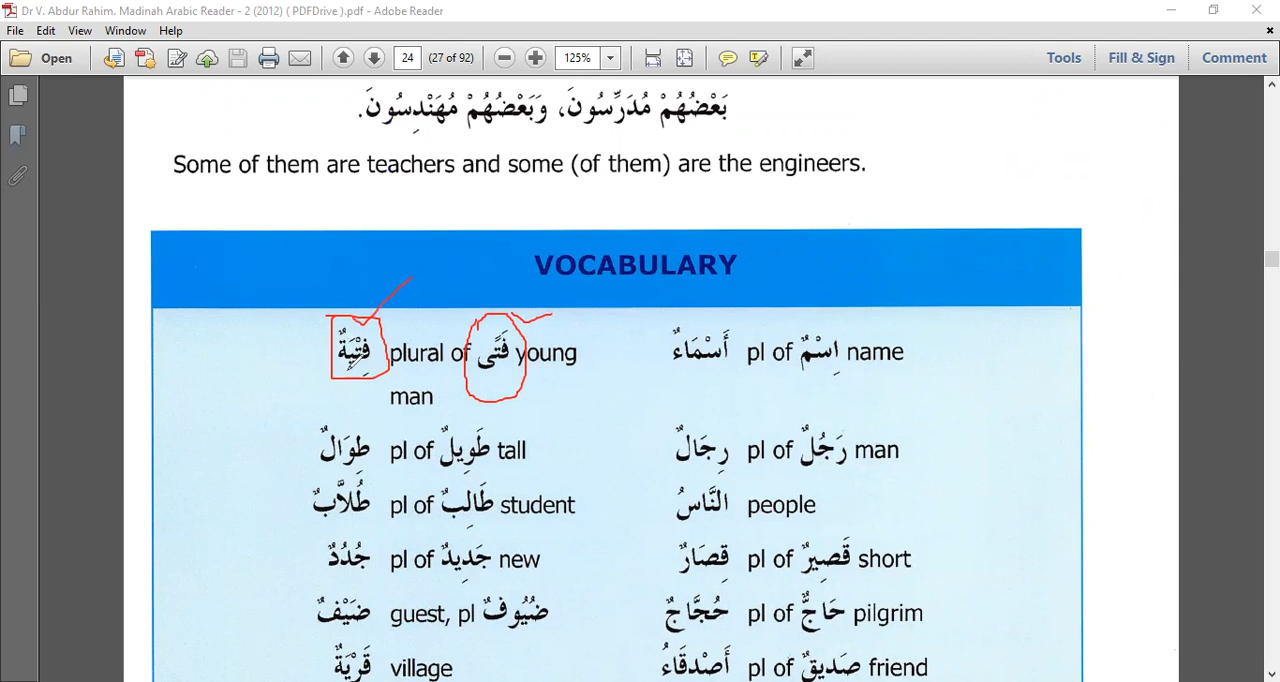 Dr V. Abdur Rahim. Madinah Arabic Reader - 2 (2012) ( PDFDrive ).pdf - Adobe Reader
File Edit View Window Help
Open 24 (27 of 92) 125% Tools Fill & Sign Comment
بَعْضُهُمْ مُدَرِّسُونَ، وَبَعْضُهُمْ مُهَنْدِسُونَ.
Some of them are teachers and some (of them) are the engineers.
VOCABULARY
فِتْيَةٌ plural of فَتًى young man
أَسْمَاءٌ pl of اِسْمٌ name
طِوَالٌ pl of طَوِيلٌ tall
رِجَالٌ pl of رَجُلٌ man
طُلاَّبٌ pl of طَالِبٌ student
النَّاسُ people
جُدُدٌ pl of جَدِيدٌ new
قِصَارٌ pl of قَصِيرٌ short
ضَيْفٌ guest, pl ضُيُوفٌ
حُجَّاجٌ pl of حَاجٌّ pilgrim
قَرْيَةٌ village
أَصْدِقَاءُ pl of صَدِيقٌ friend